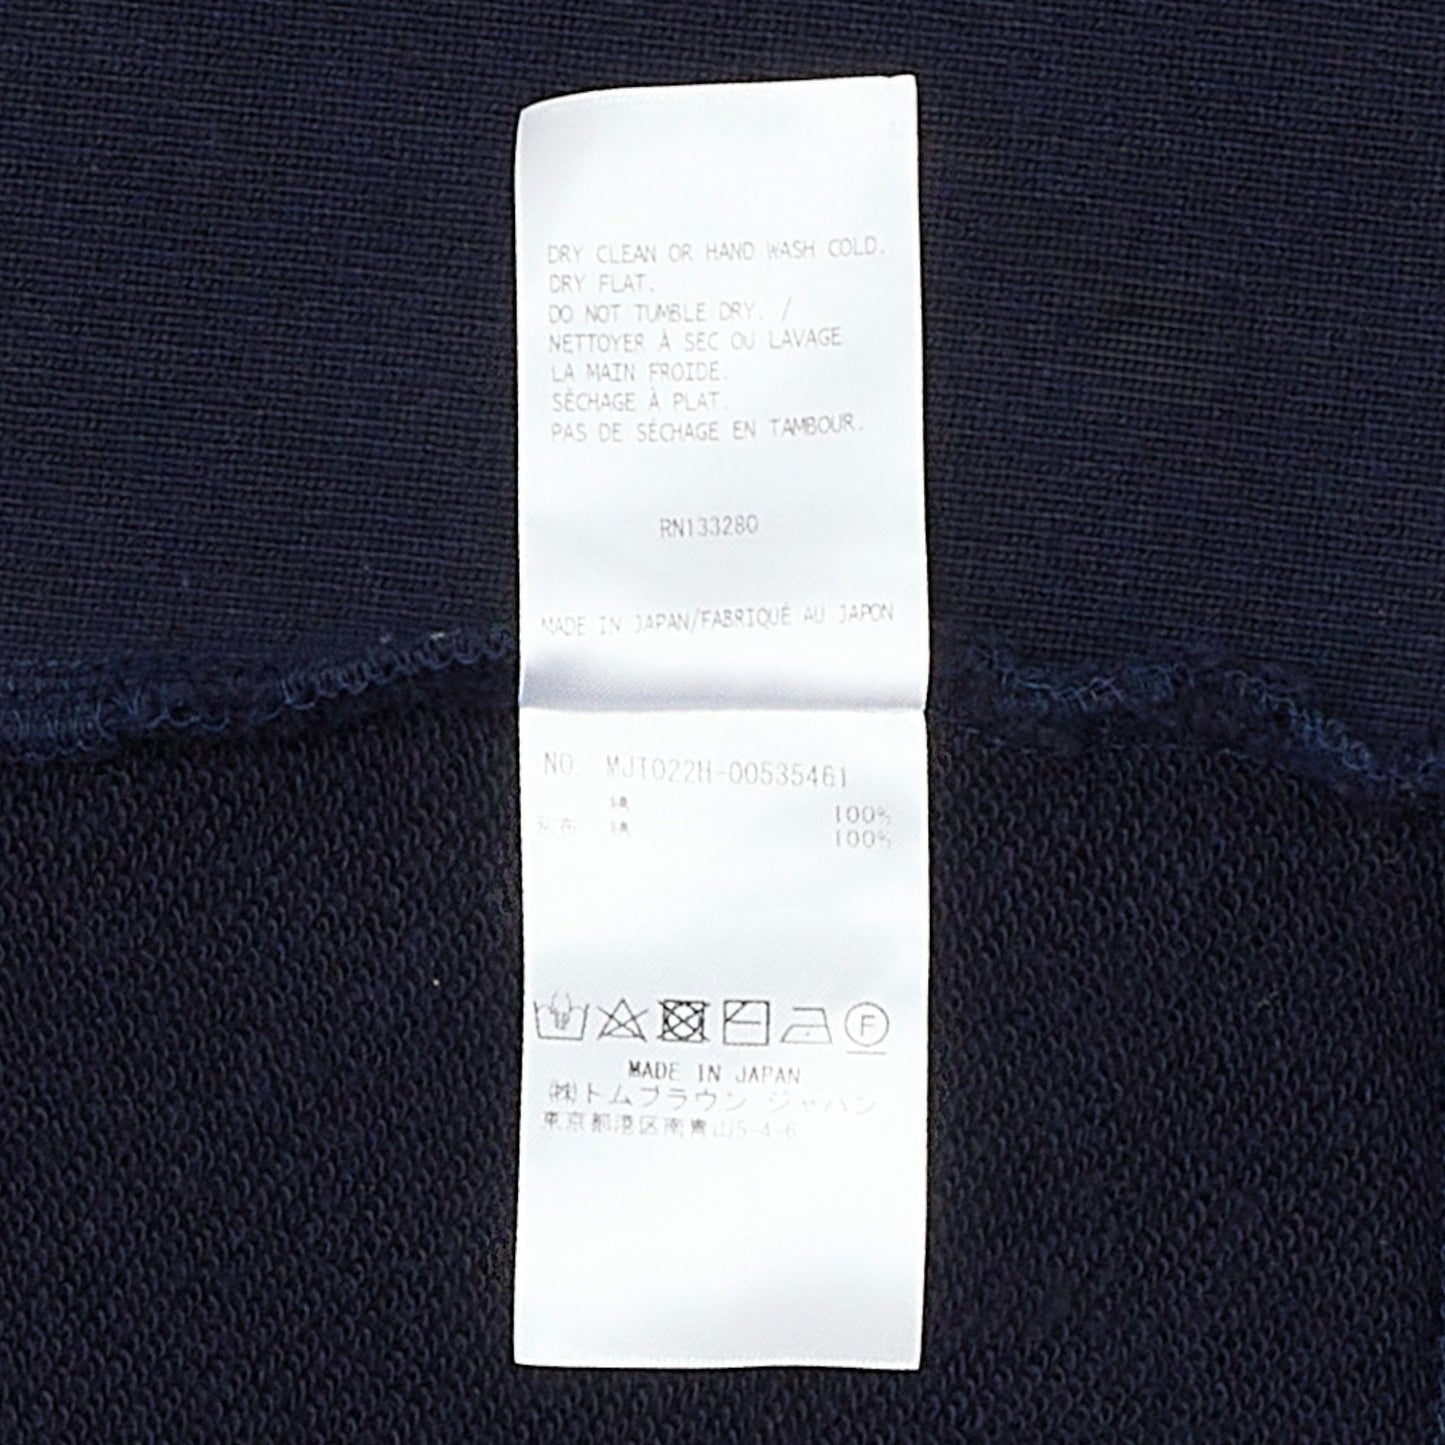 DRY CLEAN OR HAND WASH COLD.
DRY FLAT.
DO NOT TUMBLE DRY. /
NETTOYER À SEC OU LAVAGE
LA MAIN FROIDE.
SÈCHAGE À PLAT.
PAS DE SÉCHAGE EN TAMBOUR.
RN133280
MADE IN JAPAN/FABRIQUÉ AU JAPON
NO. MJT022H-00535461
綿 100%
別布 綿 100%
F
MADE IN JAPAN
(株)トムブラウン ジャパン
東京都港区南青山5-4-6